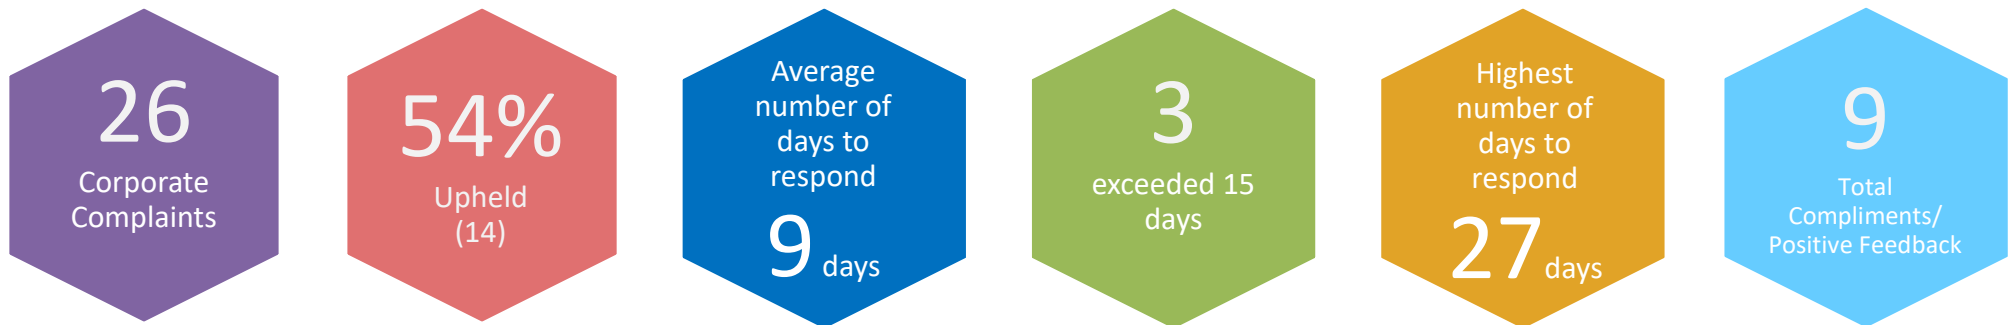 26
Corporate
Complaints
54%
Upheld
(14)
Average
number of
days to
respond
9 days
3
exceeded 15
days
Highest
number of
days to
respond
27 days
9
Total
Compliments/
Positive Feedback